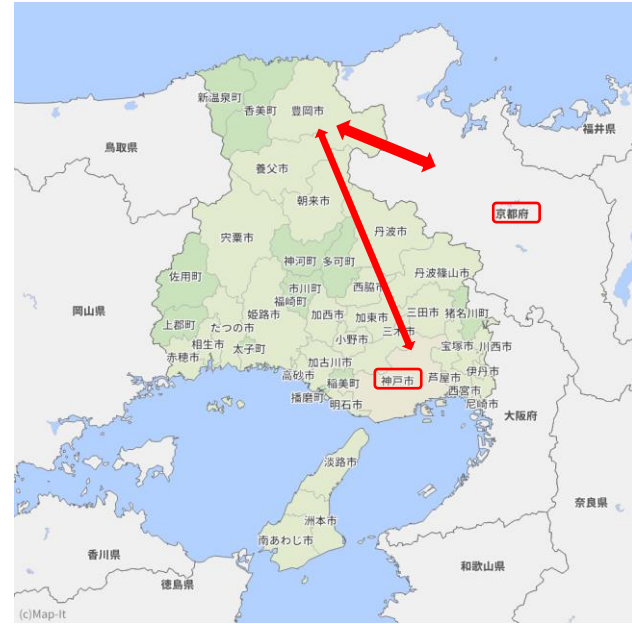 新温泉町
香美町
豊岡市
福井県
鳥取県
養父市
朝来市
京都府
宍粟市
丹波市
神河町
多可町
佐用町
丹波篠山市
市川町
西脇市
福崎町
岡山県
上郡町
たつの市
姫路市
加西市
加東市
三田市
猪名川町
相生市
太子町
小野市
三木市
宝塚市
川西市
赤穂市
加古川市
高砂市
稲美町
神戸市
芦屋市
伊丹市
西宮市
播磨町
明石市
尼崎市
大阪府
淡路市
奈良県
洲本市
南あわじ市
香川県
和歌山県
徳島県
(c)Map-It